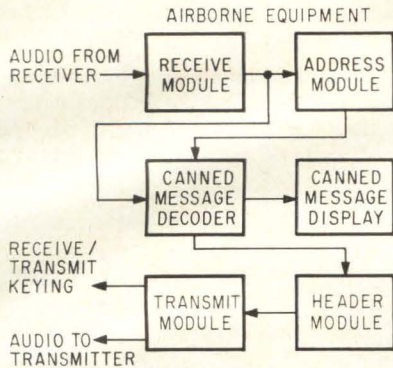 AIRBORNE EQUIPMENT
AUDIO FROM
RECEIVER
RECEIVE
MODULE
ADDRESS
MODULE
CANNED
MESSAGE
DECODER
CANNED
MESSAGE
DISPLAY
RECEIVE/
TRANSMIT
KEYING
TRANSMIT
MODULE
HEADER
MODULE
AUDIO TO
TRANSMITTER